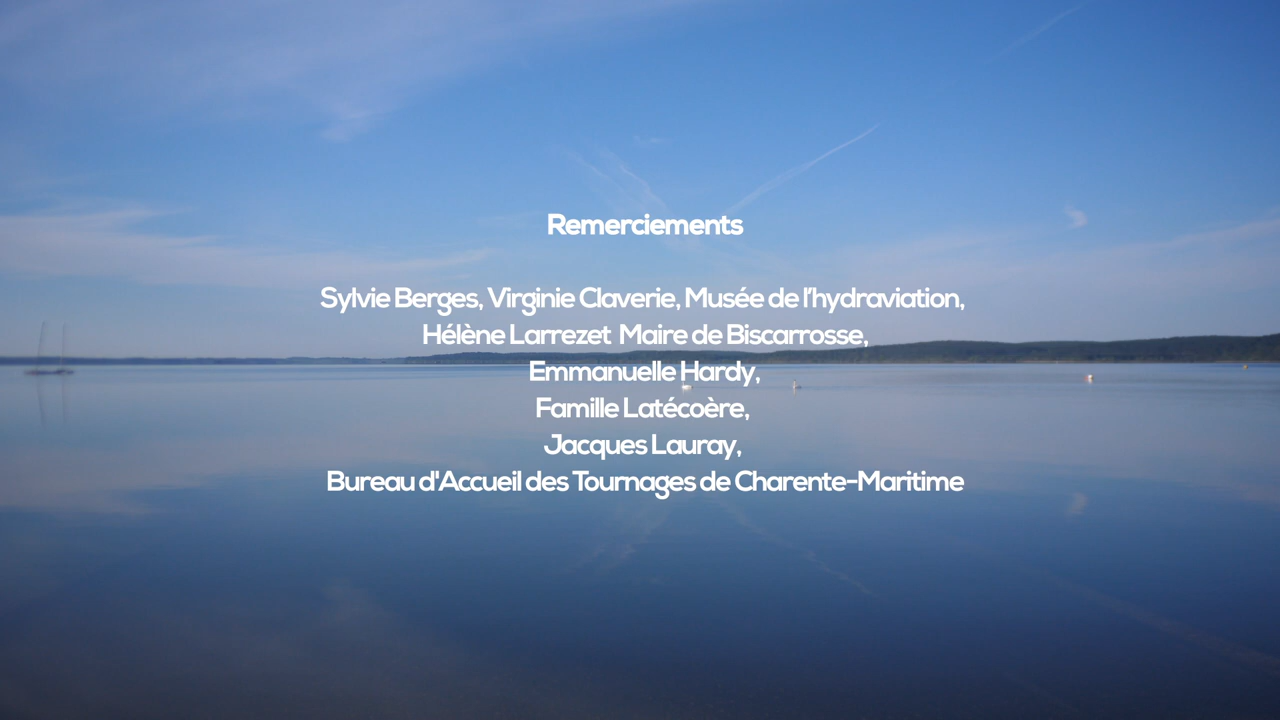 Remerciements
Sylvie Berges, Virginie Claverie, Musée de l'hydraviation,
Hélène Larrezet Maire de Biscarrosse,
Emmanuelle Hardy,
Famille Latécoère,
Jacques Lauray,
Bureau d'Accueil des Tournages de Charente-Maritime